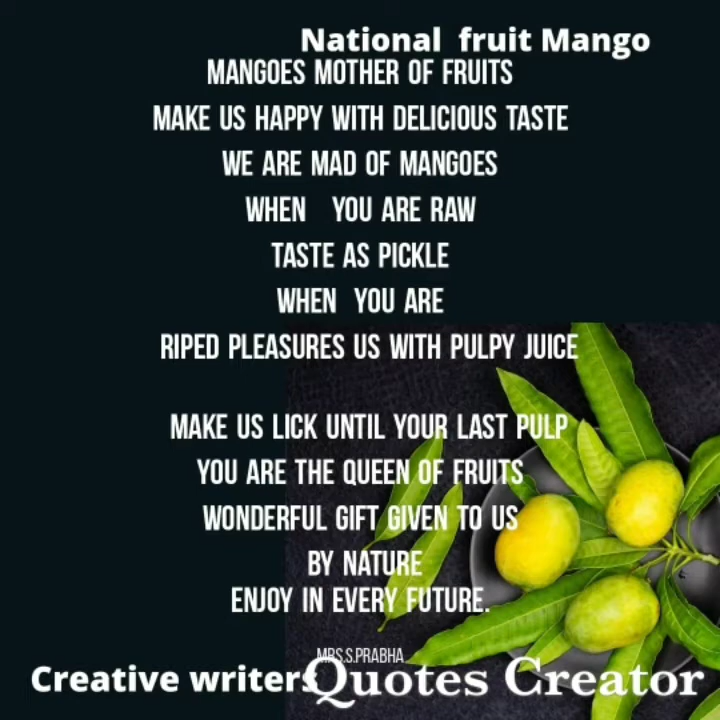 National fruit Mango
MANGOES MOTHER OF FRUITS
MAKE US HAPPY WITH DELICIOUS TASTE
WE ARE MAD OF MANGOES
WHEN YOU ARE RAW
TASTE AS PICKLE
WHEN YOU ARE
RIPED PLEASURES US WITH PULPY JUICE
MAKE US LICK UNTIL YOUR LAST PULP
YOU ARE THE QUEEN OF FRUITS
WONDERFUL GIFT GIVEN TO US
BY NATURE
ENJOY IN EVERY FUTURE.
MRS.S.PRABHA
Creative writers Quotes Creator